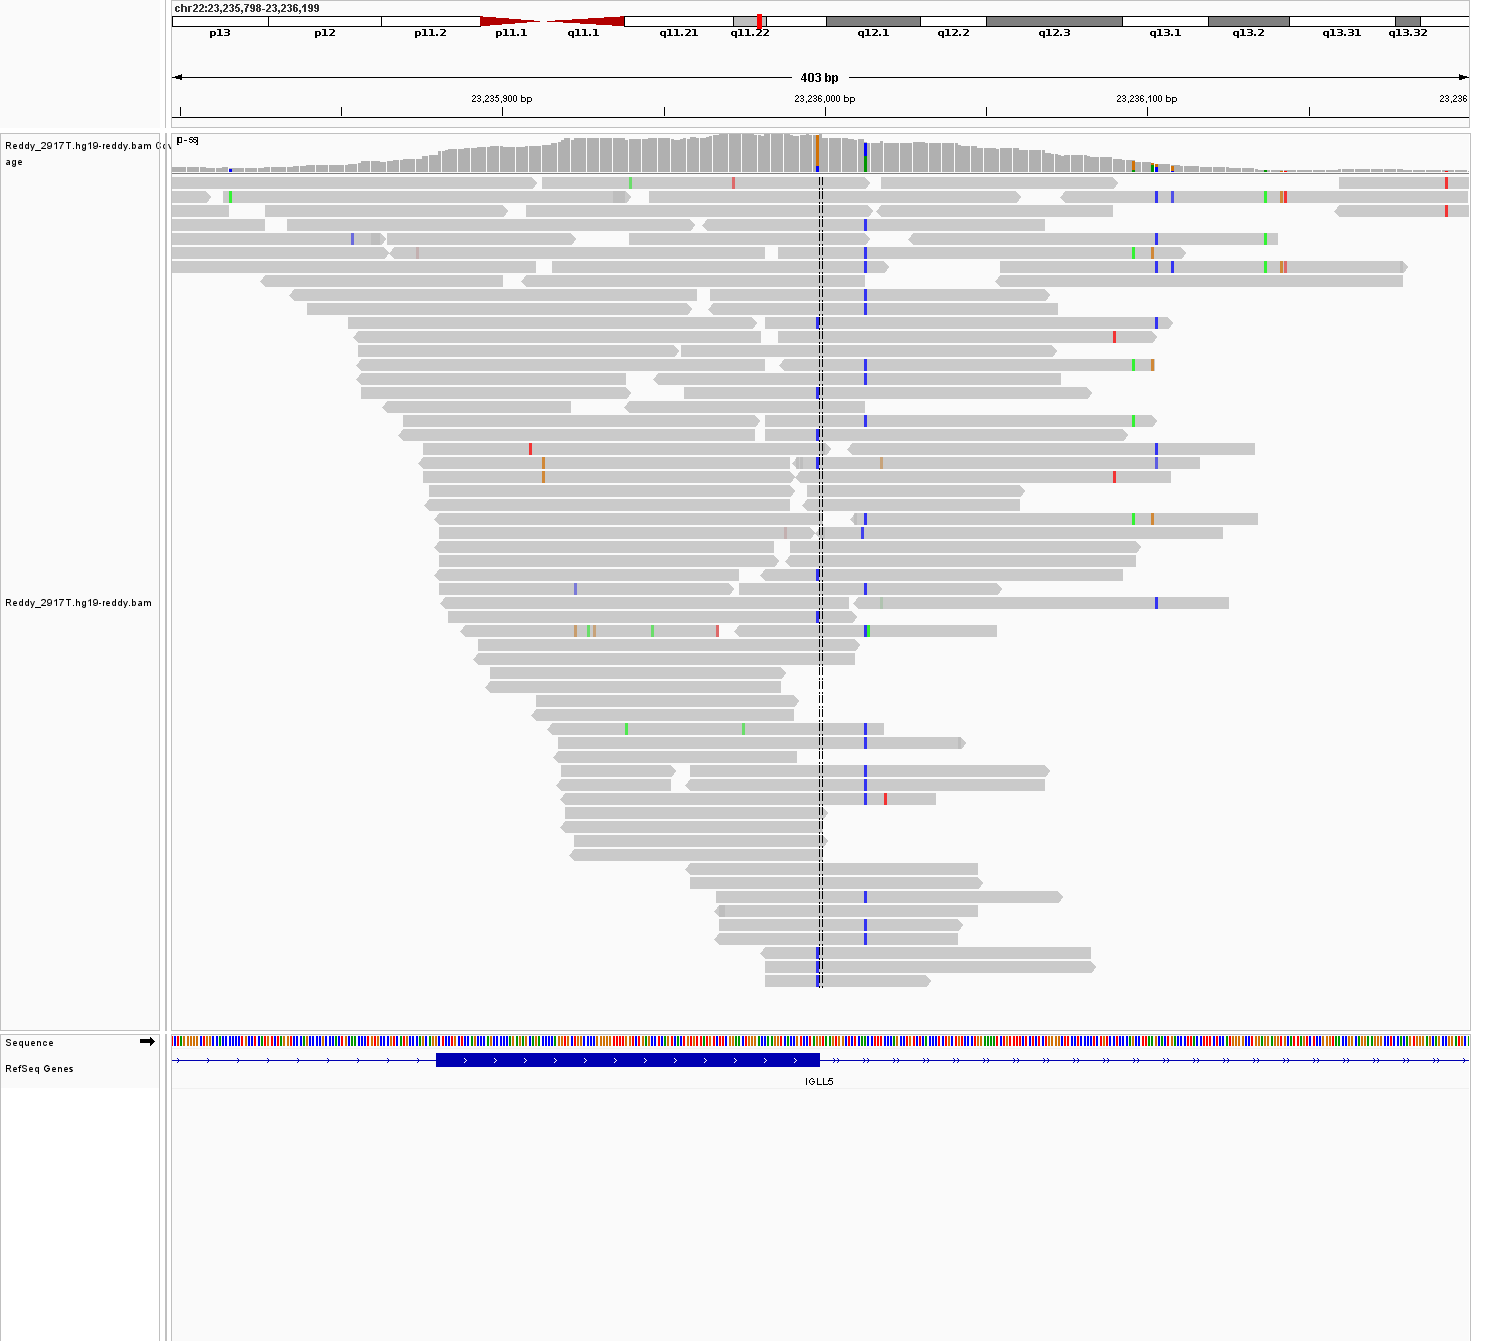 chr22:23,235,798-23,236,199
p13 p12 p11.2 p11.1 q11.1 q11.21 q11.22 q12.1 q12.2 q12.3 q13.1 q13.2 q13.31 q13.32
403 bp
23,235,900 bp 23,236,000 bp 23,236,100 bp 23,236
Reddy_2917T.hg19-reddy.bam Cov
age
Reddy_2917T.hg19-reddy.bam
Sequence
RefSeq Genes
IGLL5